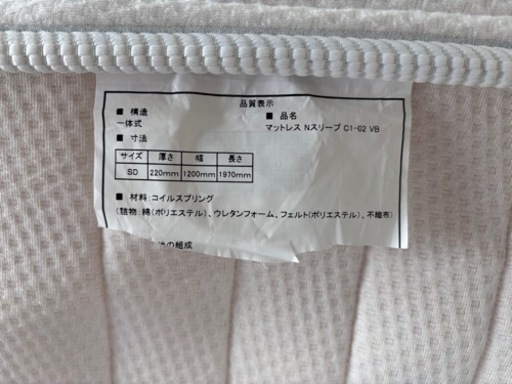 品質表示
■ 構造
一体式
■ 品名
マットレス Nスリープ C1-02 VB
■ 寸法
サイズ 厚さ 幅 長さ
SD 220mm 1200mm 1970mm
■ 材料:コイルスプリング
(詰物:綿(ポリエステル)、ウレタンフォーム、フェルト(ポリエステル)、不織布)
の組成